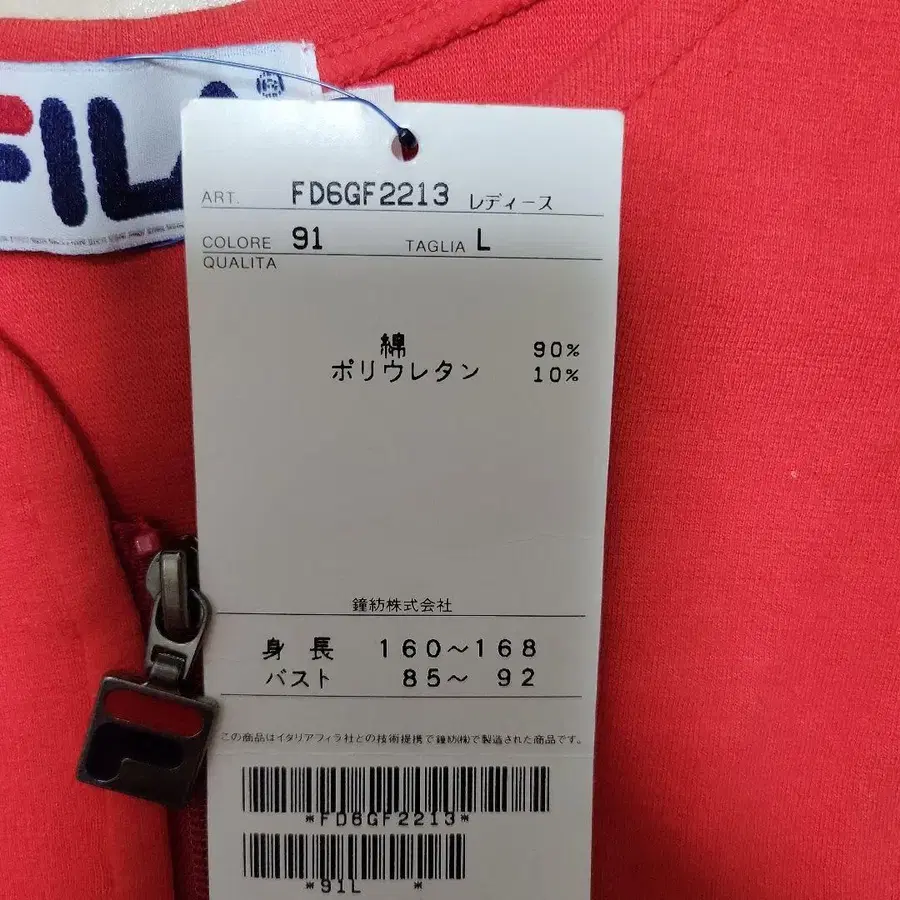 FILA®
ART. FD6GF2213 レディース
COLORE 91 TAGLIA L
QUALITA
綿 90%
ポリウレタン 10%
鐘紡株式会社
身長 160～168
バスト 85～ 92
この商品はイタリアフィラ社との技術提携で鐘紡(株)で製造された商品です。
*FD6GF2213*
*91L *